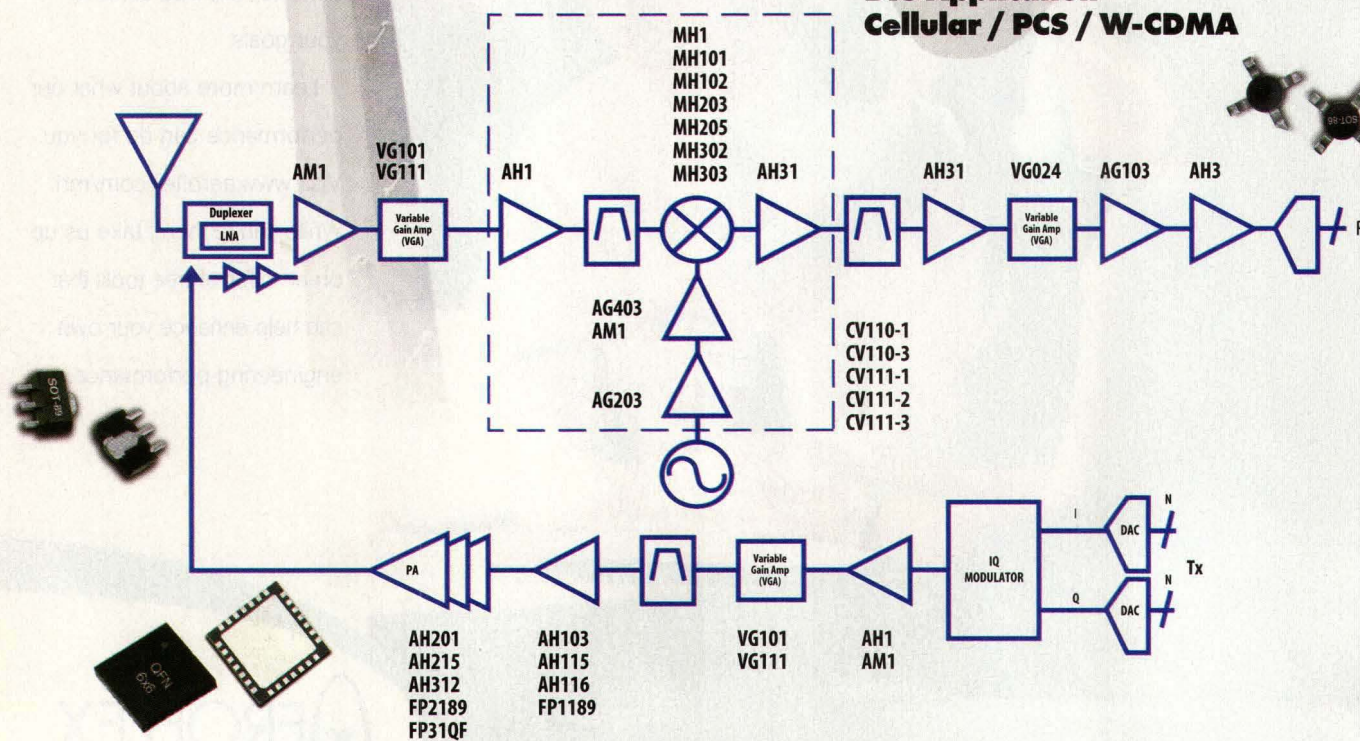 Application
Cellular / PCS / W-CDMA
MH1
MH101
MH102
MH203
MH205
MH302
MH303
SOT-86
AM1
VG101
VG111
AH1
AH31
AH31
VG024
AG103
AH3
Duplexer
LNA
Variable
Gain Amp
(VGA)
Variable
Gain Amp
(VGA)
AG403
AM1
AG203
CV110-1
CV110-3
CV111-1
CV111-2
CV111-3
SOT-89
PA
Variable
Gain Amp
(VGA)
IQ
MODULATOR
I
Q
DAC
DAC
N
N
Tx
QFN
6x6
AH201
AH215
AH312
FP2189
FP31QF
AH103
AH115
AH116
FP1189
VG101
VG111
AH1
AM1